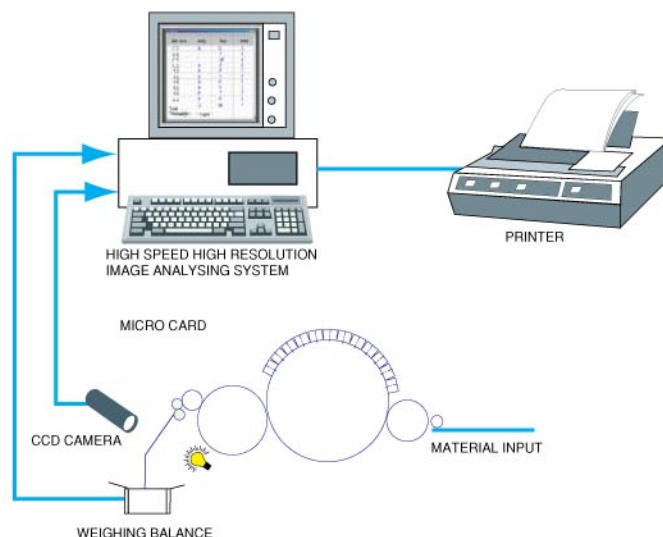 HIGH SPEED HIGH RESOLUTION
IMAGE ANALYSING SYSTEM
PRINTER
MICRO CARD
CCD CAMERA
MATERIAL INPUT
WEIGHING BALANCE